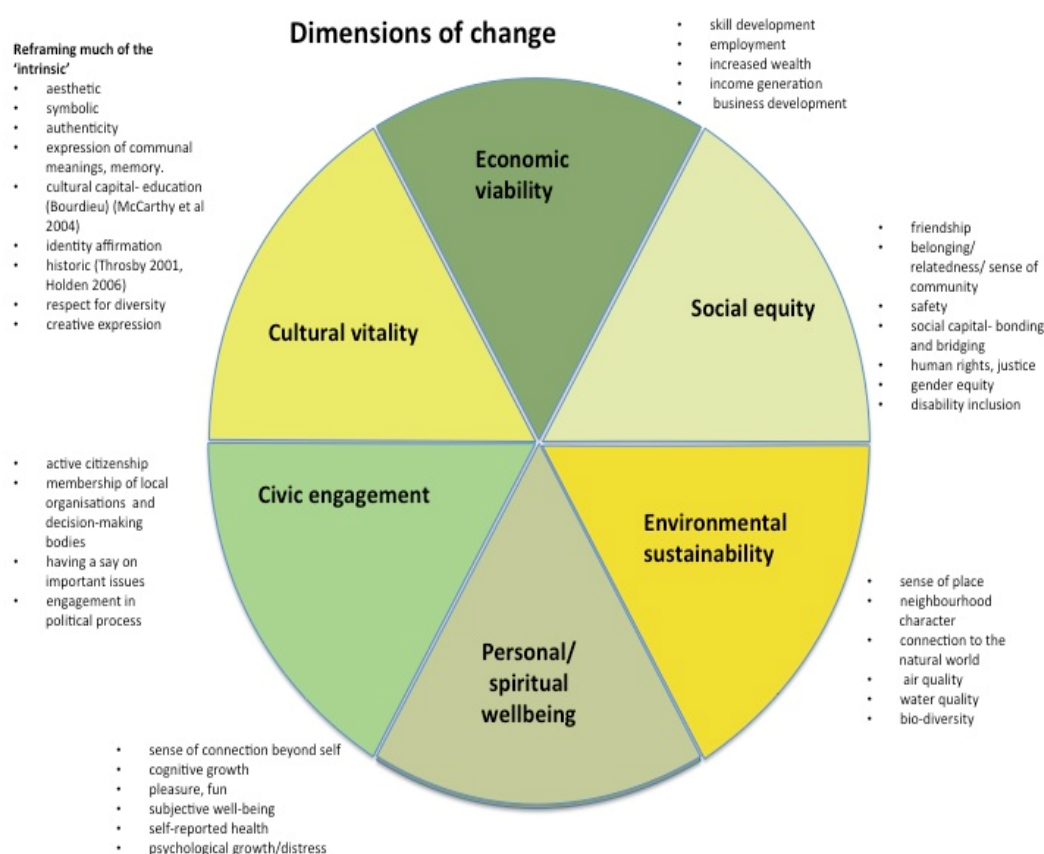 Dimensions of change
Reframing much of the
‘intrinsic’
• aesthetic
• symbolic
• authenticity
• expression of communal
meanings, memory.
• cultural capital- education
(Bourdieu) (McCarthy et al
2004)
• identity affirmation
• historic (Throsby 2001,
Holden 2006)
• respect for diversity
• creative expression
• skill development
• employment
• increased wealth
• income generation
• business development
Economic
viability
Cultural vitality
Social equity
• friendship
• belonging/
relatedness/ sense of
community
• safety
• social capital- bonding
and bridging
• human rights, justice
• gender equity
• disability inclusion
• active citizenship
• membership of local
organisations and
decision-making
bodies
• having a say on
important issues
• engagement in
political process
Civic engagement
Environmental
sustainability
• sense of place
• neighbourhood
character
• connection to the
natural world
• air quality
• water quality
• bio-diversity
Personal/
spiritual
wellbeing
• sense of connection beyond self
• cognitive growth
• pleasure, fun
• subjective well-being
• self-reported health
• psychological growth/distress